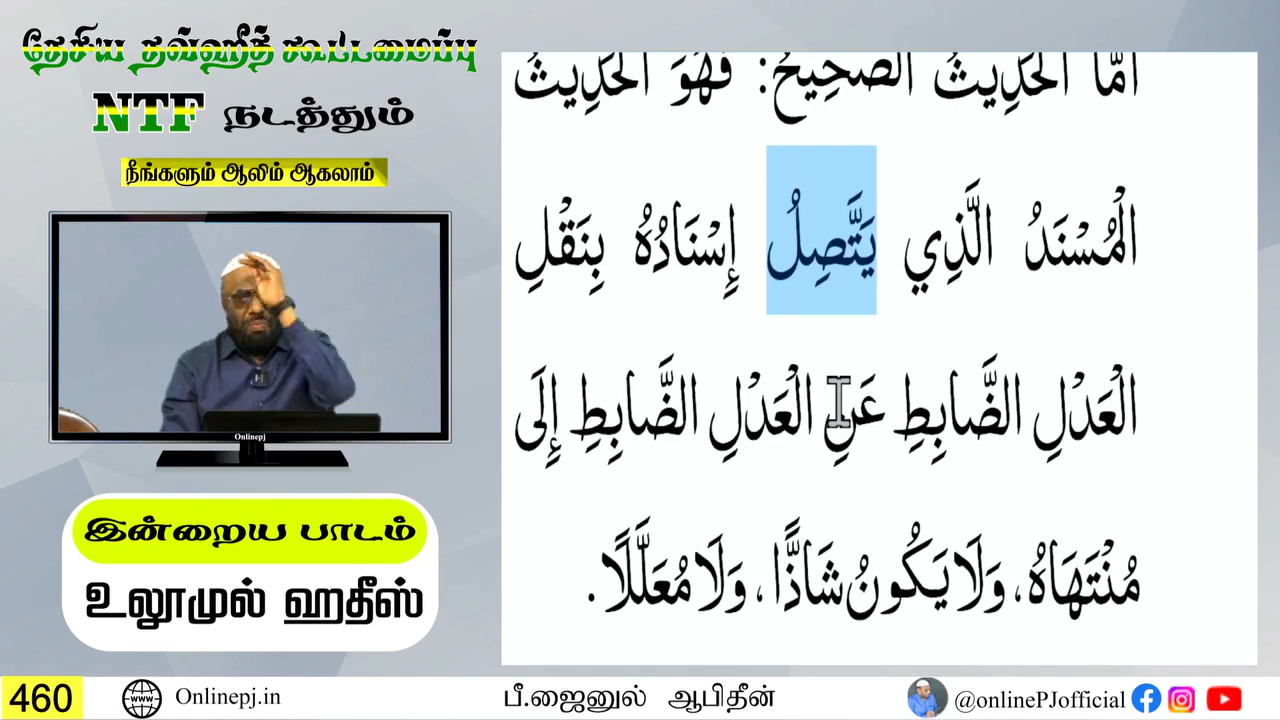 தேசிய தவ்ஹீத் கூட்டமைப்பு
NTF நடத்தும்
நீங்களும் ஆலிம் ஆகலாம்
Onlinepj
இன்றைய பாடம்
உலூமுல் ஹதீஸ்
أَمَّا الْحَدِيثُ الصَّحِيحُ: فَهُوَ الْحَدِيثُ
الْمُسْنَدُ الَّذِي يَتَّصِلُ إِسْنَادُهُ بِنَقْلِ
الْعَدْلِ الضَّابِطِ عَنِ الْعَدْلِ الضَّابِطِ إِلَى
مُنْتَهَاهُ، وَلَا يَكُونُ شَاذًّا، وَلَا مُعَلَّلًا.
460
www
Onlinepj.in
பீ.ஜைனுல் ஆபிதீன்
@onlinePJofficial